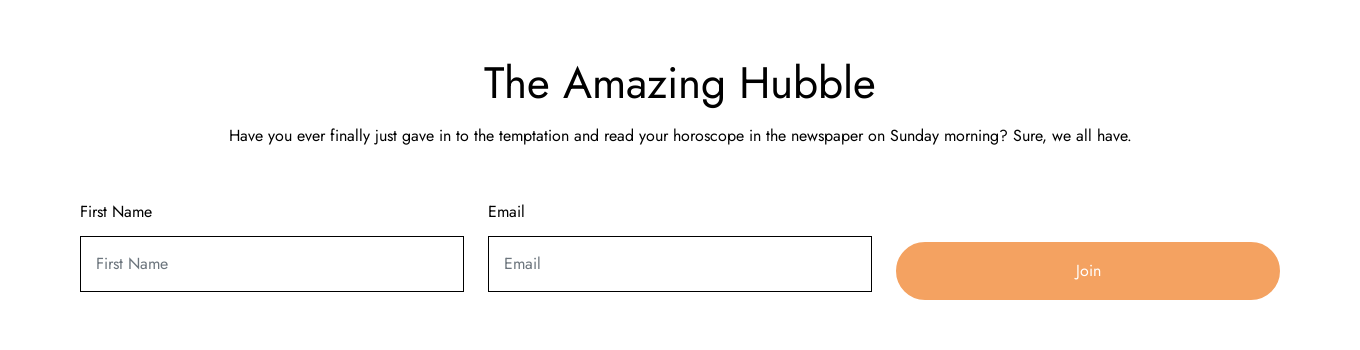 The Amazing Hubble
Have you ever finally just gave in to the temptation and read your horoscope in the newspaper on Sunday morning? Sure, we all have.
First Name
Email
First Name
Email
Join